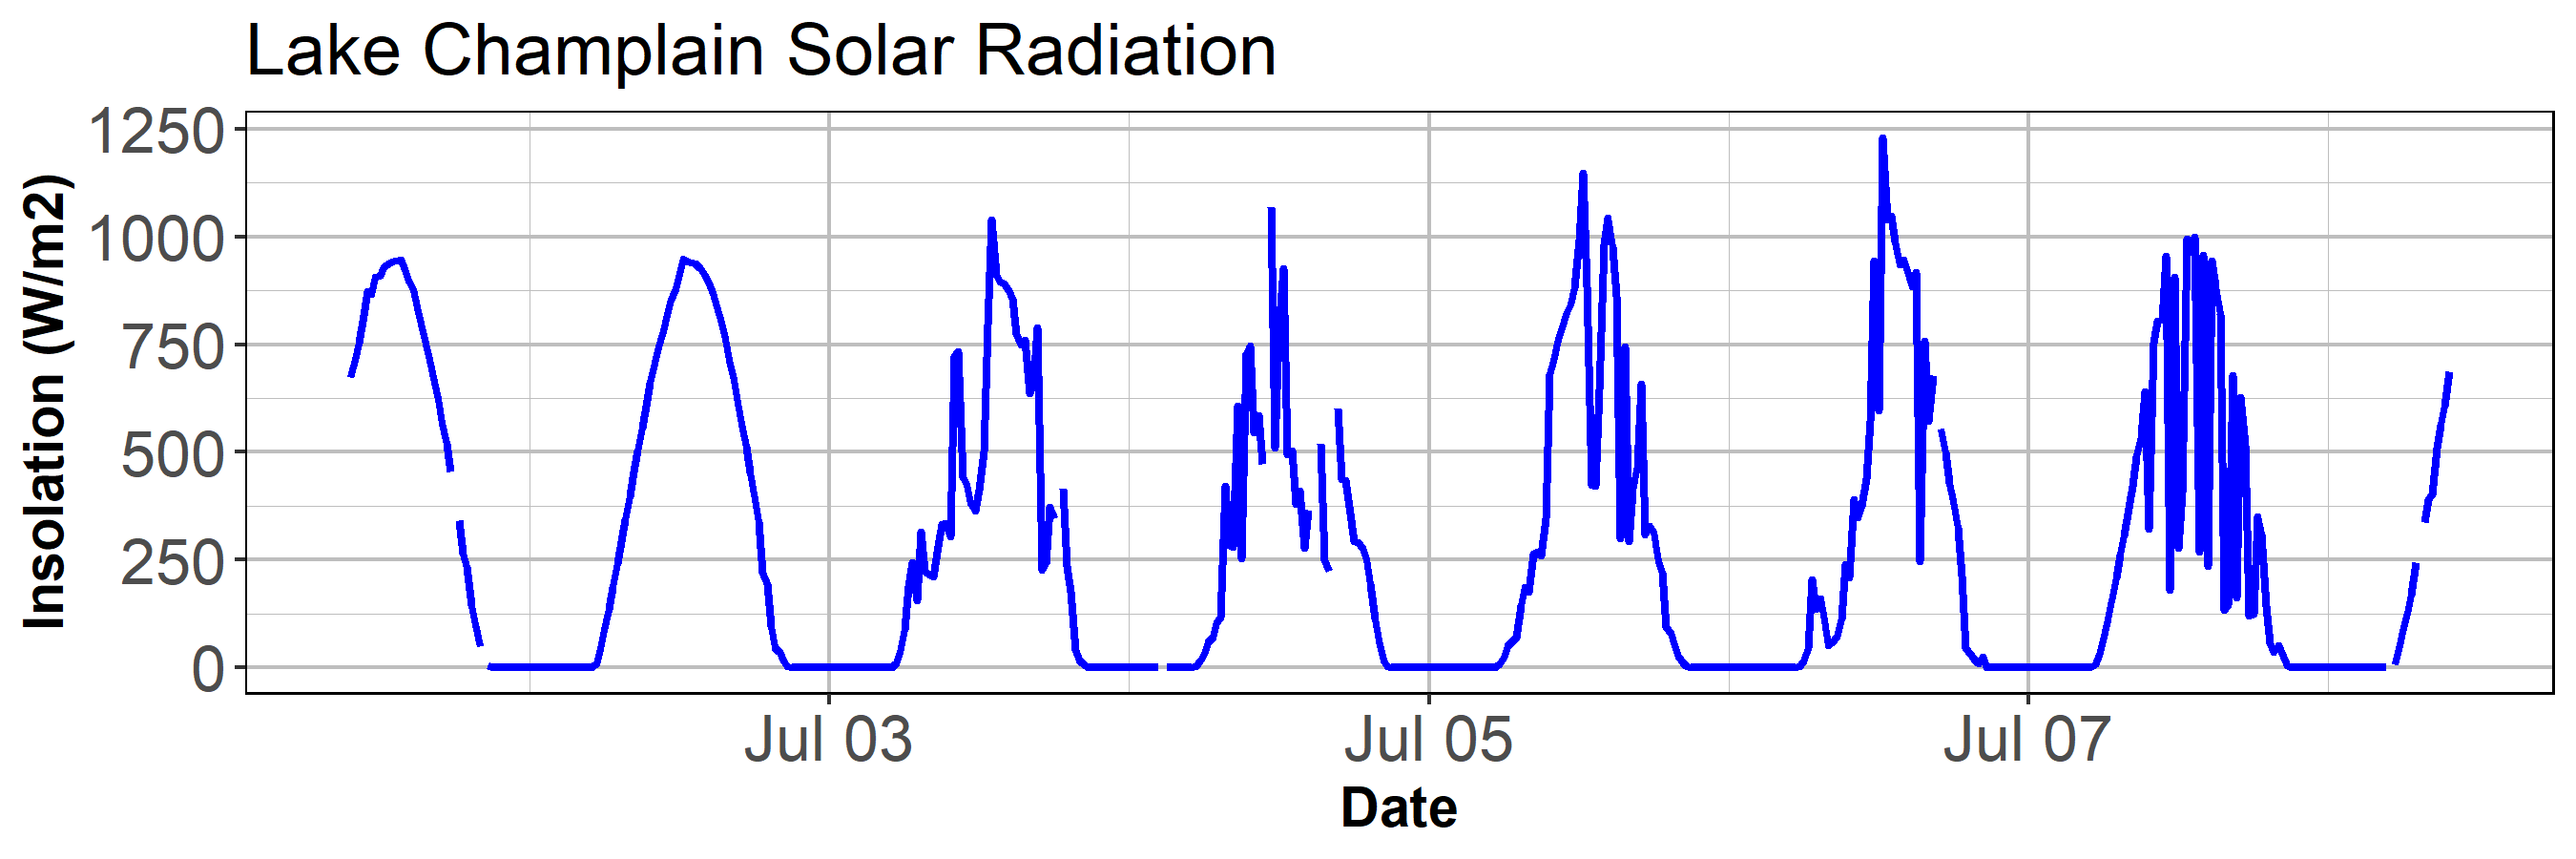 Lake Champlain Solar Radiation
1250
1000
750
500
250
0
Insolation (W/m2)
Jul 03
Jul 05
Jul 07
Date